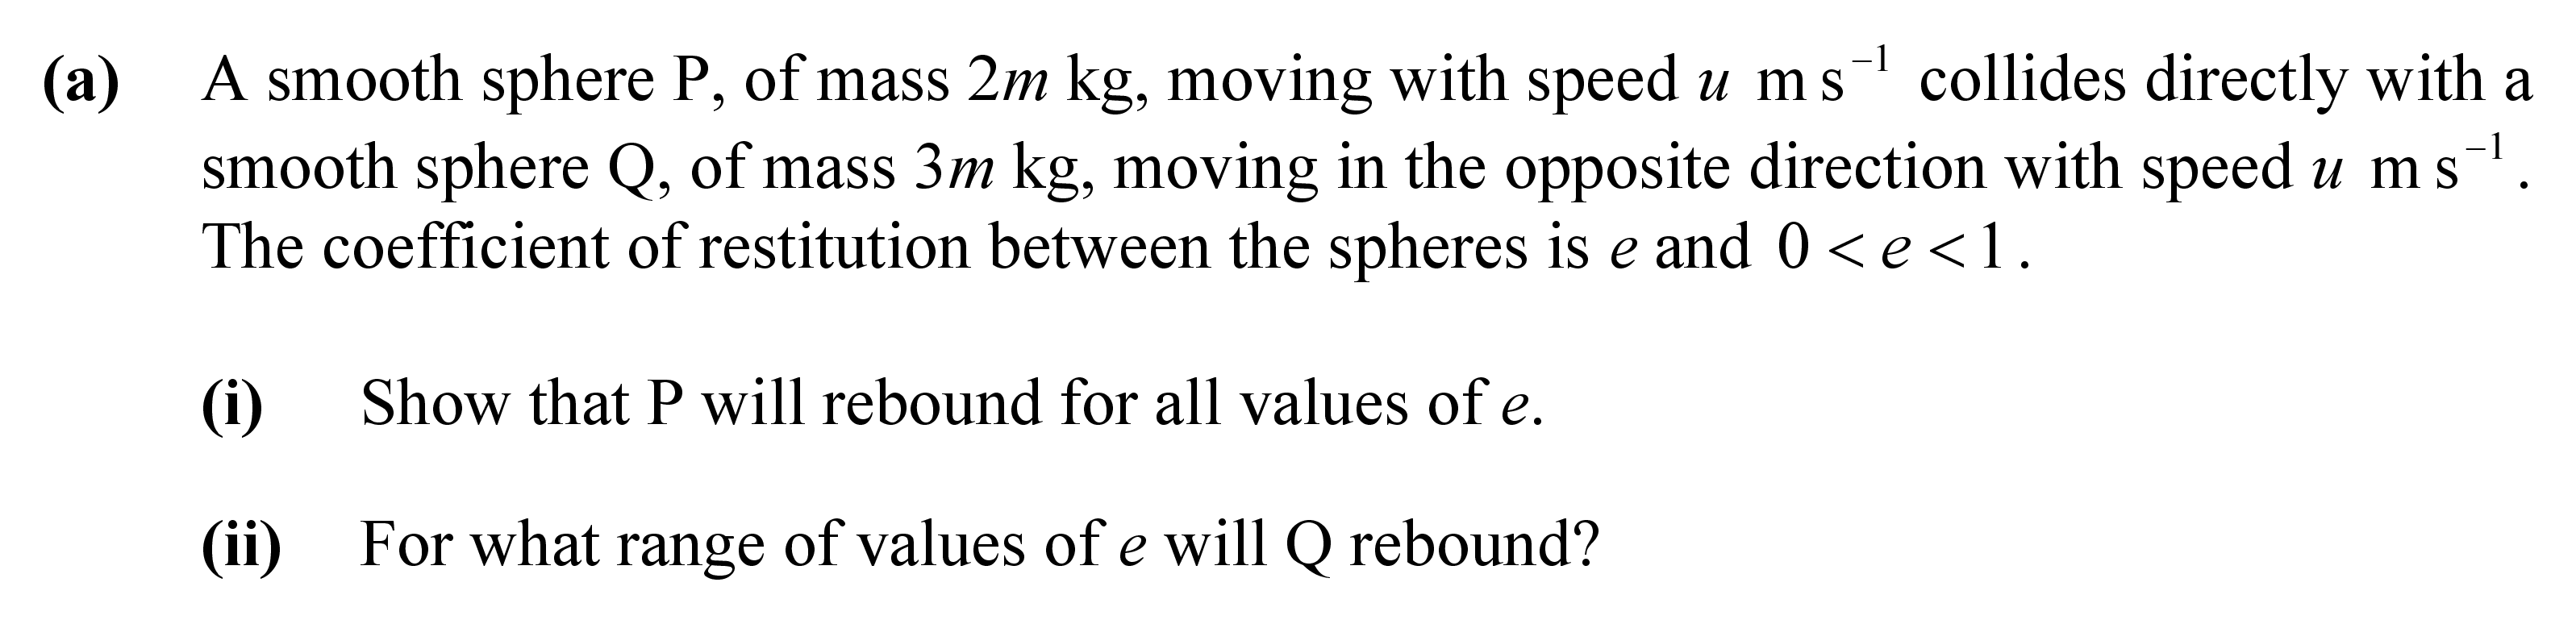 (a) A smooth sphere P, of mass 2m kg, moving with speed u m s⁻¹ collides directly with a
smooth sphere Q, of mass 3m kg, moving in the opposite direction with speed u m s⁻¹.
The coefficient of restitution between the spheres is e and 0 < e < 1.
(i) Show that P will rebound for all values of e.
(ii) For what range of values of e will Q rebound?